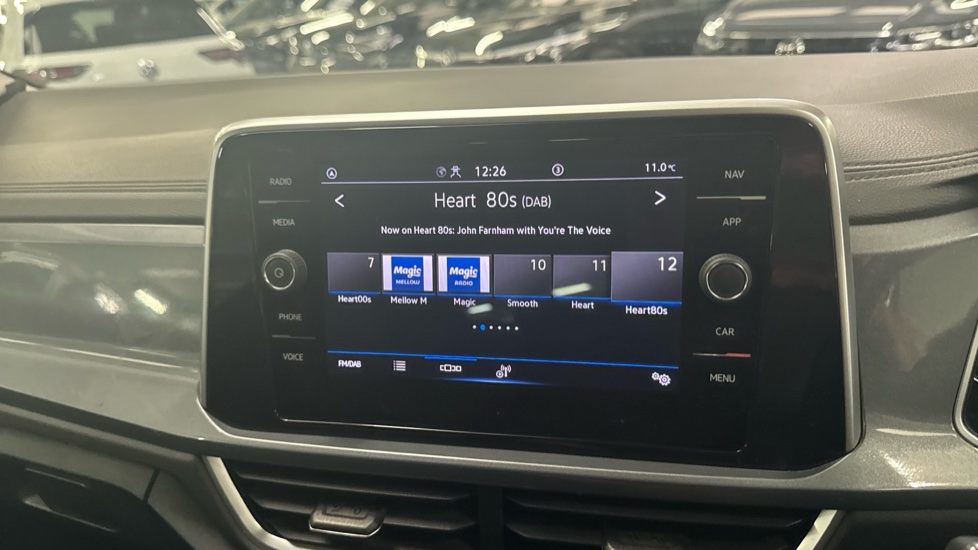 RADIO
MEDIA
PHONE
VOICE
A
12:26
3
11.0°C
< Heart 80s (DAB) >
Now on Heart 80s: John Farnham with You're The Voice
7 Magic MELLOW Magic RADIO 10 11 12
Heart00s Mellow M Magic Smooth Heart Heart80s
FM/DAB
NAV
APP
CAR
MENU